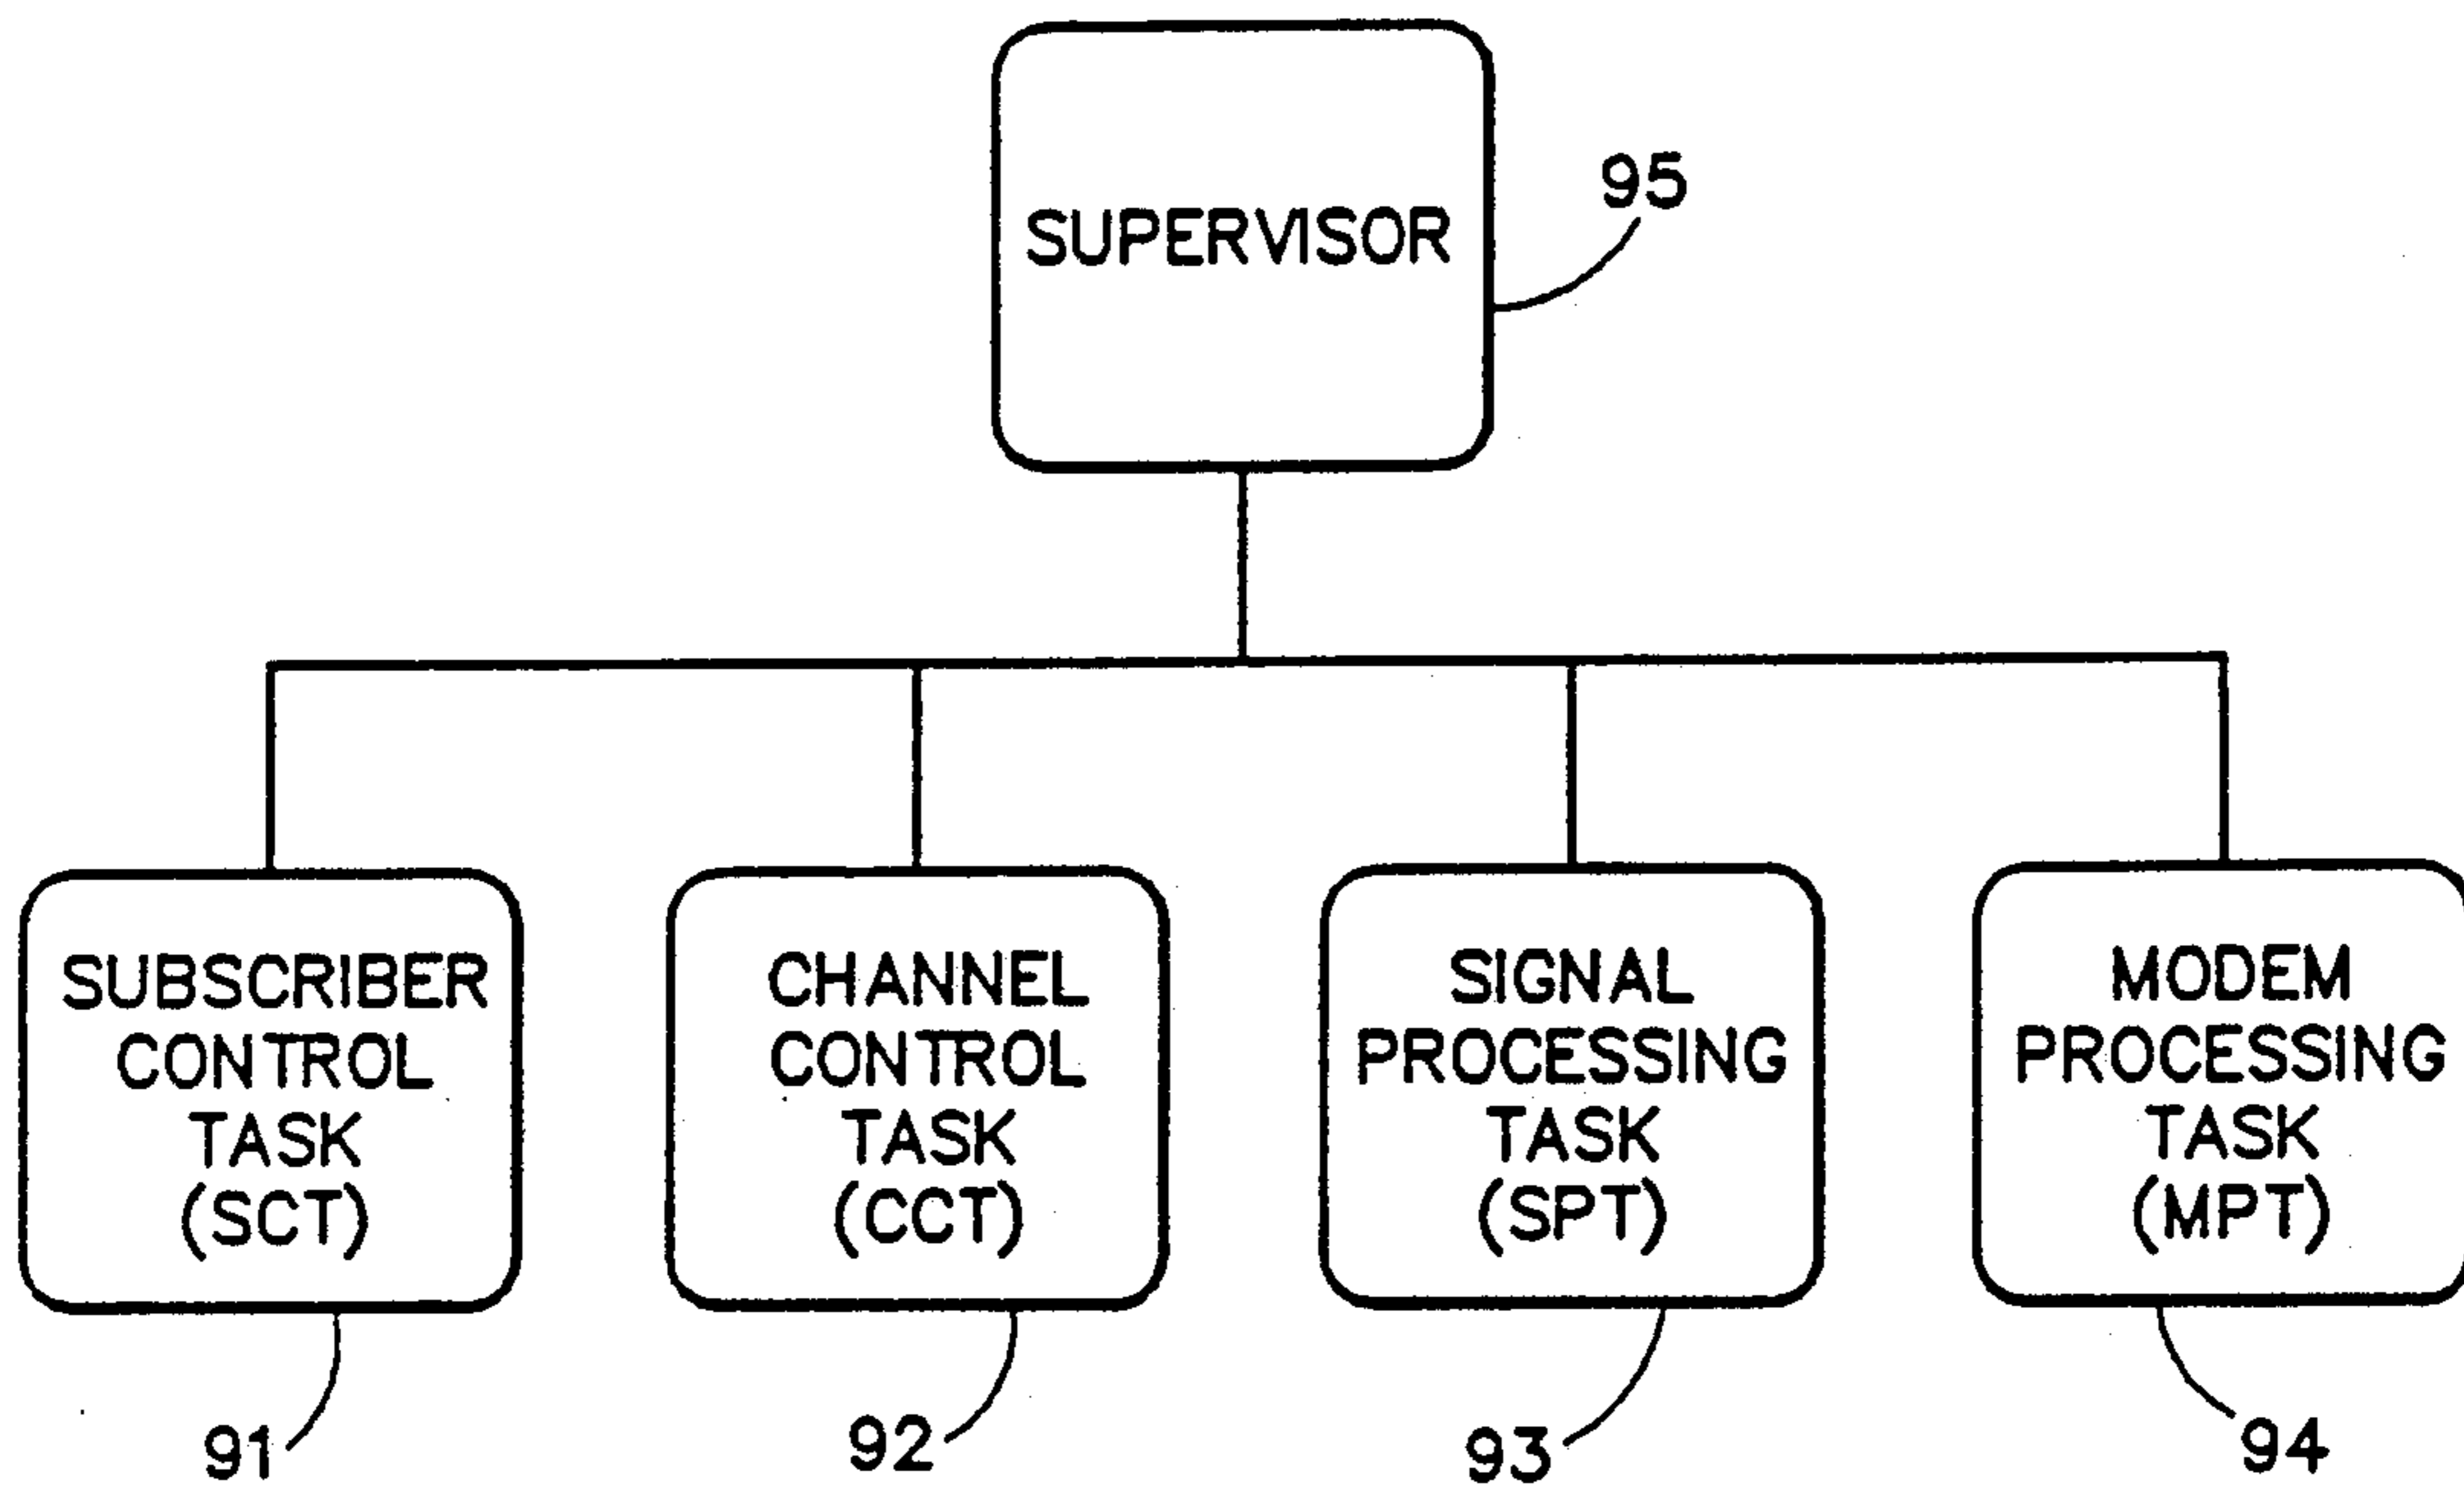 SUPERVISOR
95
SUBSCRIBER
CONTROL
TASK
(SCT)
91
CHANNEL
CONTROL
TASK
(CCT)
92
SIGNAL
PROCESSING
TASK
(SPT)
93
MODEM
PROCESSING
TASK
(MPT)
94